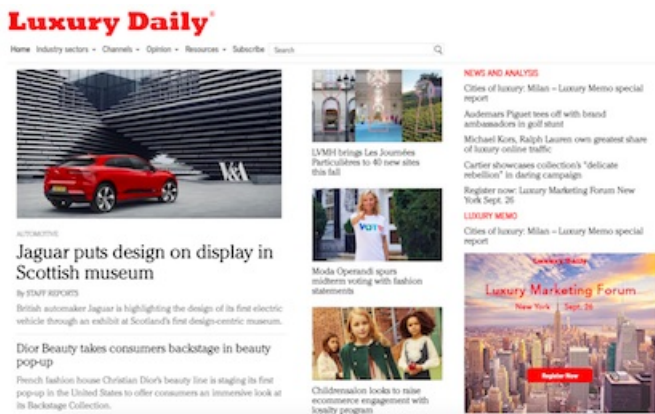 Luxury Daily®
Home Industry sectors Channels Opinion Resources Subscribe Search
V&A
AUTOMOTIVE
Jaguar puts design on display in
Scottish museum
By STAFF REPORTS
British automaker Jaguar is highlighting the design of its first electric
vehicle through an exhibit at Scotland's first design-centric museum.
Dior Beauty takes consumers backstage in beauty
pop-up
French fashion house Christian Dior's beauty line is staging its first
pop-up in the United States to offer consumers an immersive look at
its Backstage Collection.
LVMH brings Les Journées
Particulières to 40 new sites
this fall
VOTE
Moda Operandi spurs
midterm voting with fashion
statements
Childrensalon looks to raise
ecommerce engagement with
loyalty program
NEWS AND ANALYSIS
Cities of luxury: Milan – Luxury Memo special
report
Audemars Piguet tees off with brand
ambassadors in golf stunt
Michael Kors, Ralph Lauren own greatest share
of luxury online traffic
Cartier showcases collection's "delicate
rebellion" in daring campaign
Register now: Luxury Marketing Forum New
York Sept. 26
LUXURY MEMO
Cities of luxury: Milan – Luxury Memo special
report
Luxury Daily
Luxury Marketing Forum
New York | Sept. 26
Register Now